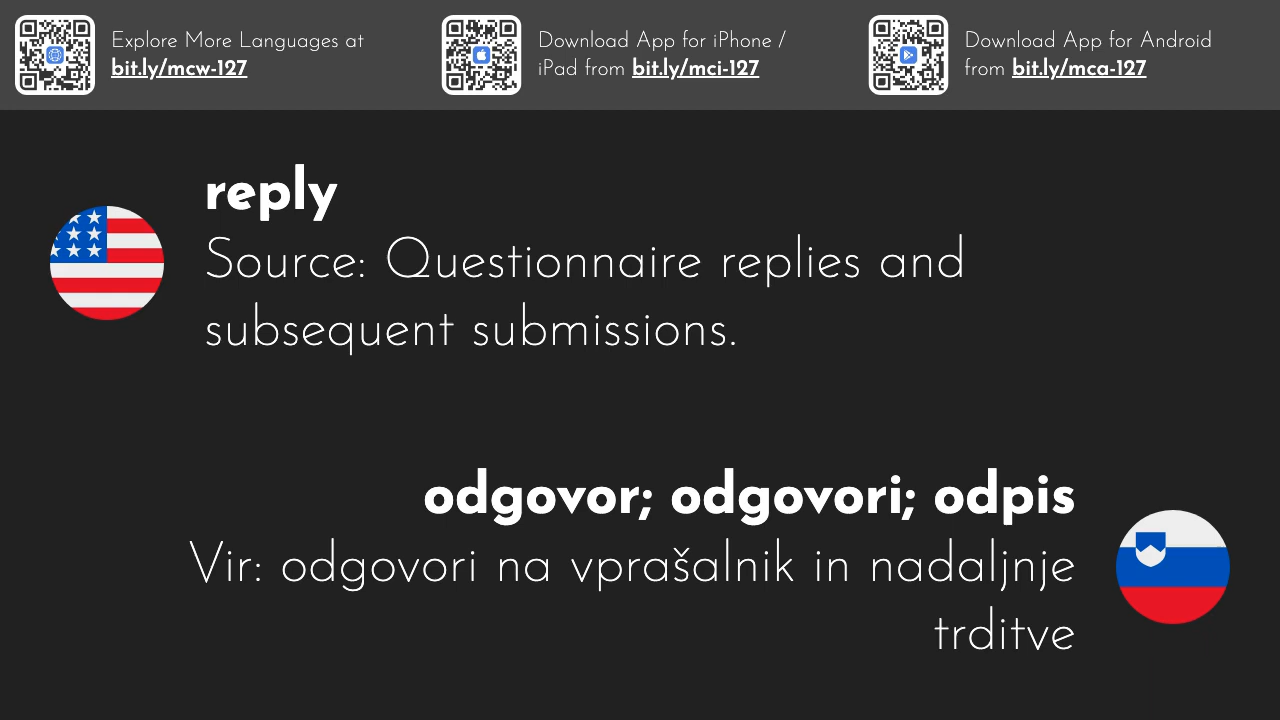 Explore More Languages at
bit.ly/mcw-127
Download App for iPhone /
iPad from bit.ly/mci-127
Download App for Android
from bit.ly/mca-127
reply
Source: Questionnaire replies and
subsequent submissions.
odgovor; odgovori; odpis
Vir: odgovori na vprašalnik in nadaljnje
trditve